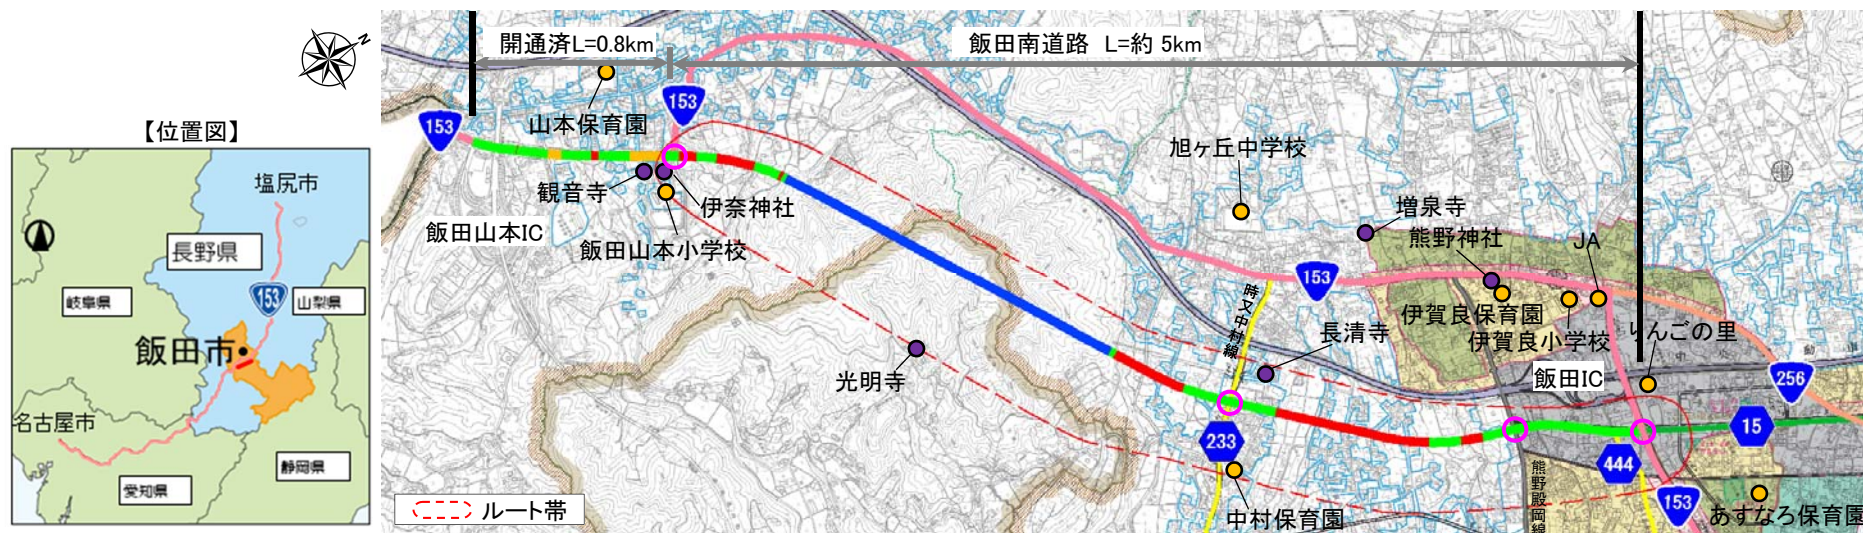 N
【位置図】
塩尻市
長野県
153
岐阜県
山梨県
飯田市
名古屋市
静岡県
愛知県
開通済L=0.8km
飯田南道路 L=約 5km
153
153
山本保育園
観音寺
伊奈神社
飯田山本IC
飯田山本小学校
旭ヶ丘中学校
増泉寺
熊野神社
JA
153
時又中村線
伊賀良保育園
伊賀良小学校
りんごの里
長清寺
光明寺
飯田IC
256
15
233
444
熊野殿岡線
153
中村保育園
あすなろ保育園
ルート帯